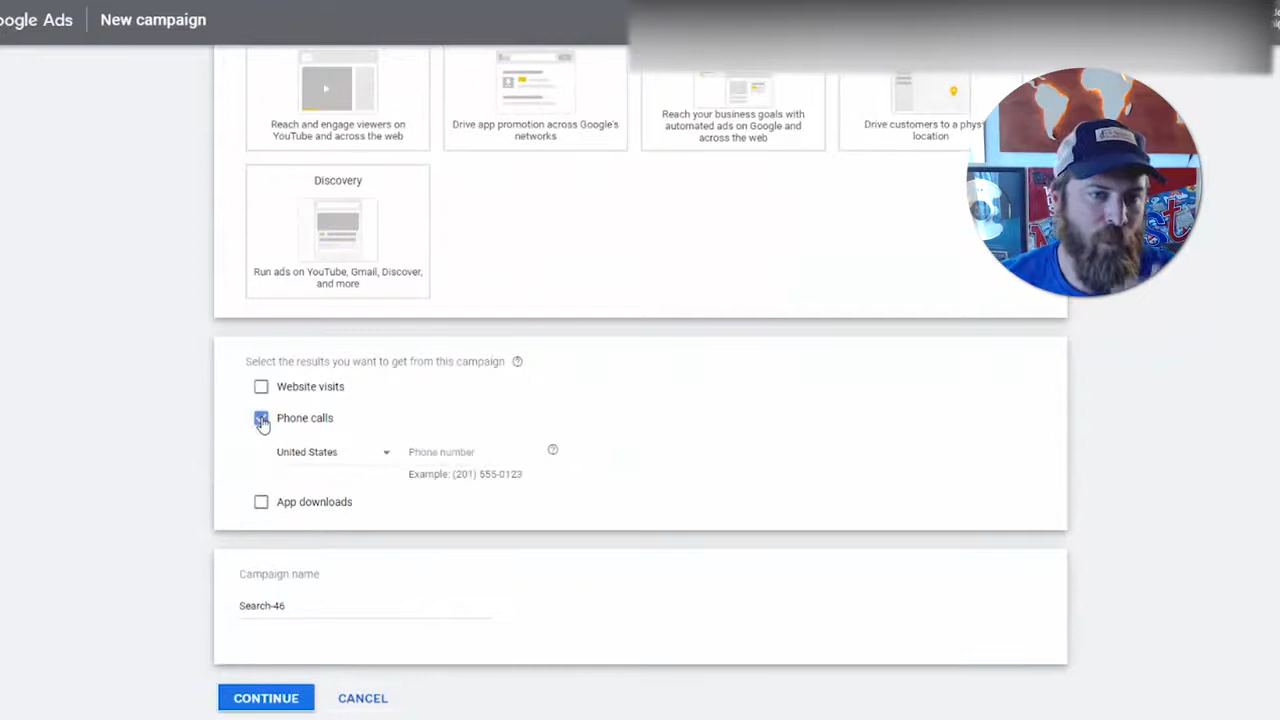 oogle Ads
New campaign
Reach and engage viewers on
YouTube and across the web
Drive app promotion across Google's
networks
Reach your business goals with
automated ads on Google and
across the web
Drive customers to a phys
location
Discovery
Run ads on YouTube, Gmail, Discover,
and more
Select the results you want to get from this campaign
Website visits
Phone calls
United States
Phone number
Example: (201) 555-0123
App downloads
Campaign name
Search-46
CONTINUE
CANCEL